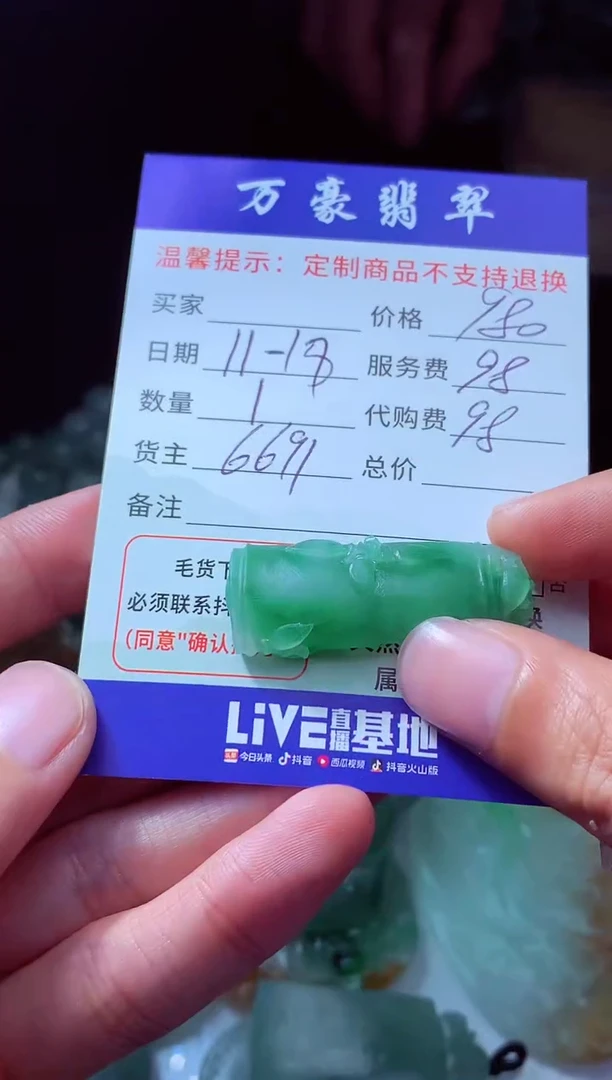 万豪翡翠
温馨提示：定制商品不支持退换
买家 价格 980
日期 11-18 服务费 98
数量 1 代购费 98
货主 6691 总价
备注
毛货下
必须联系抖
(同意"确认
属
LiVE直播基地
今日头条 抖音 西瓜视频 抖音火山版